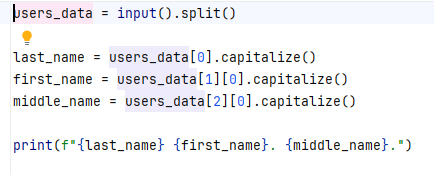 users_data = input().split()
last_name = users_data[0].capitalize()
first_name = users_data[1][0].capitalize()
middle_name = users_data[2][0].capitalize()
print(f"{last_name} {first_name}. {middle_name}.")